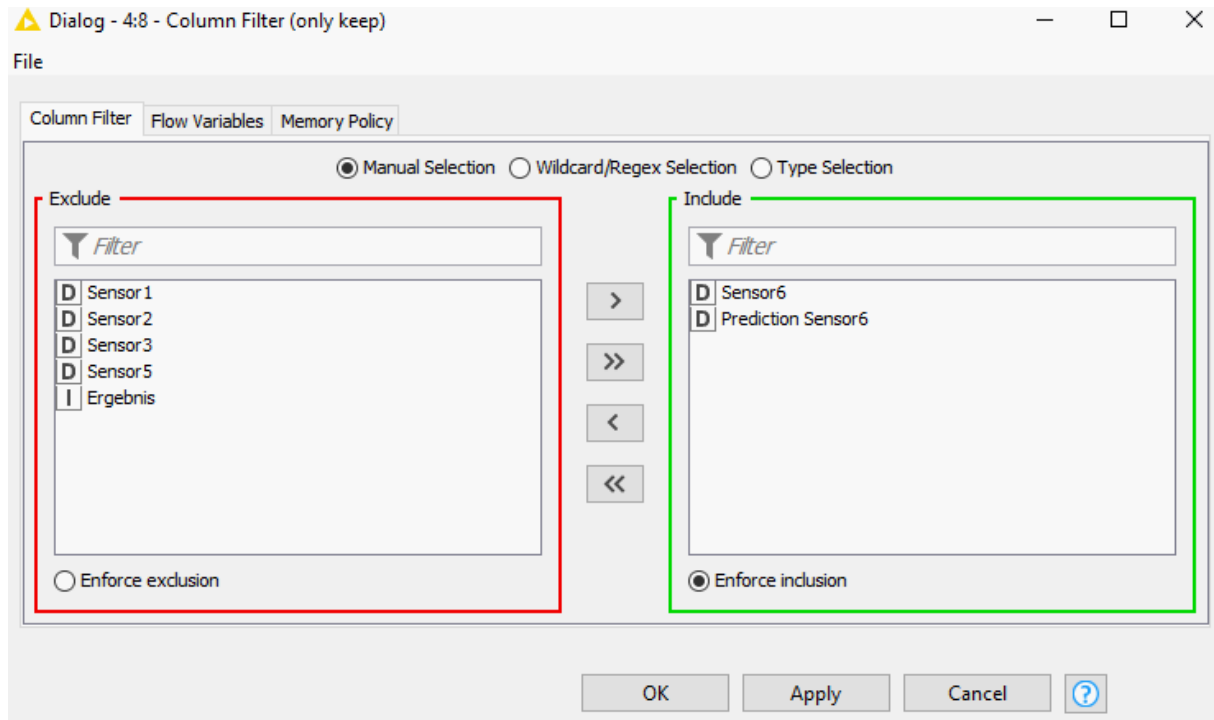 Dialog - 4:8 - Column Filter (only keep)
File
Column Filter Flow Variables Memory Policy
Manual Selection Wildcard/Regex Selection Type Selection
Exclude
Filter
D Sensor1
D Sensor2
D Sensor3
D Sensor5
I Ergebnis
Enforce exclusion
>
>>
<
<<
Include
Filter
D Sensor6
D Prediction Sensor6
Enforce inclusion
OK Apply Cancel ?